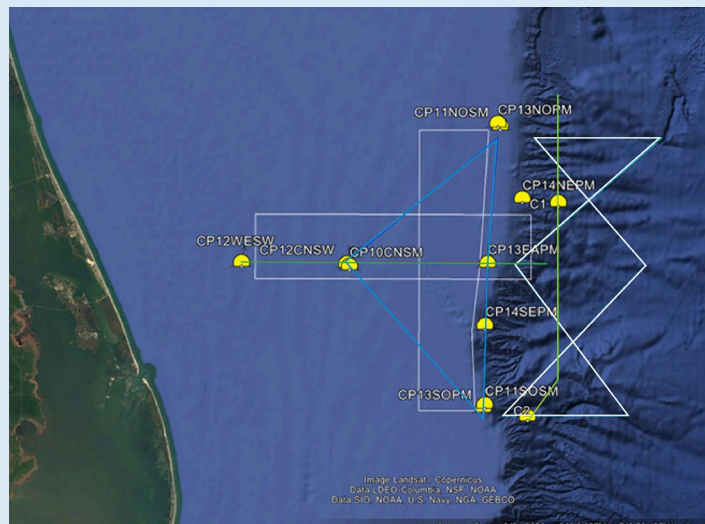 CP11NOSM
CP13NOPM
CP14NEPM
C1
CP12WESW
CP12CNSW
CP10CNSM
CP13EAPM
CP14SEPM
CP13SOPM
CP11SOSM
C2
Image Landsat / Copernicus
Data LDEO-Columbia, NSF, NOAA
Data SIO, NOAA, U.S. Navy, NGA, GEBCO